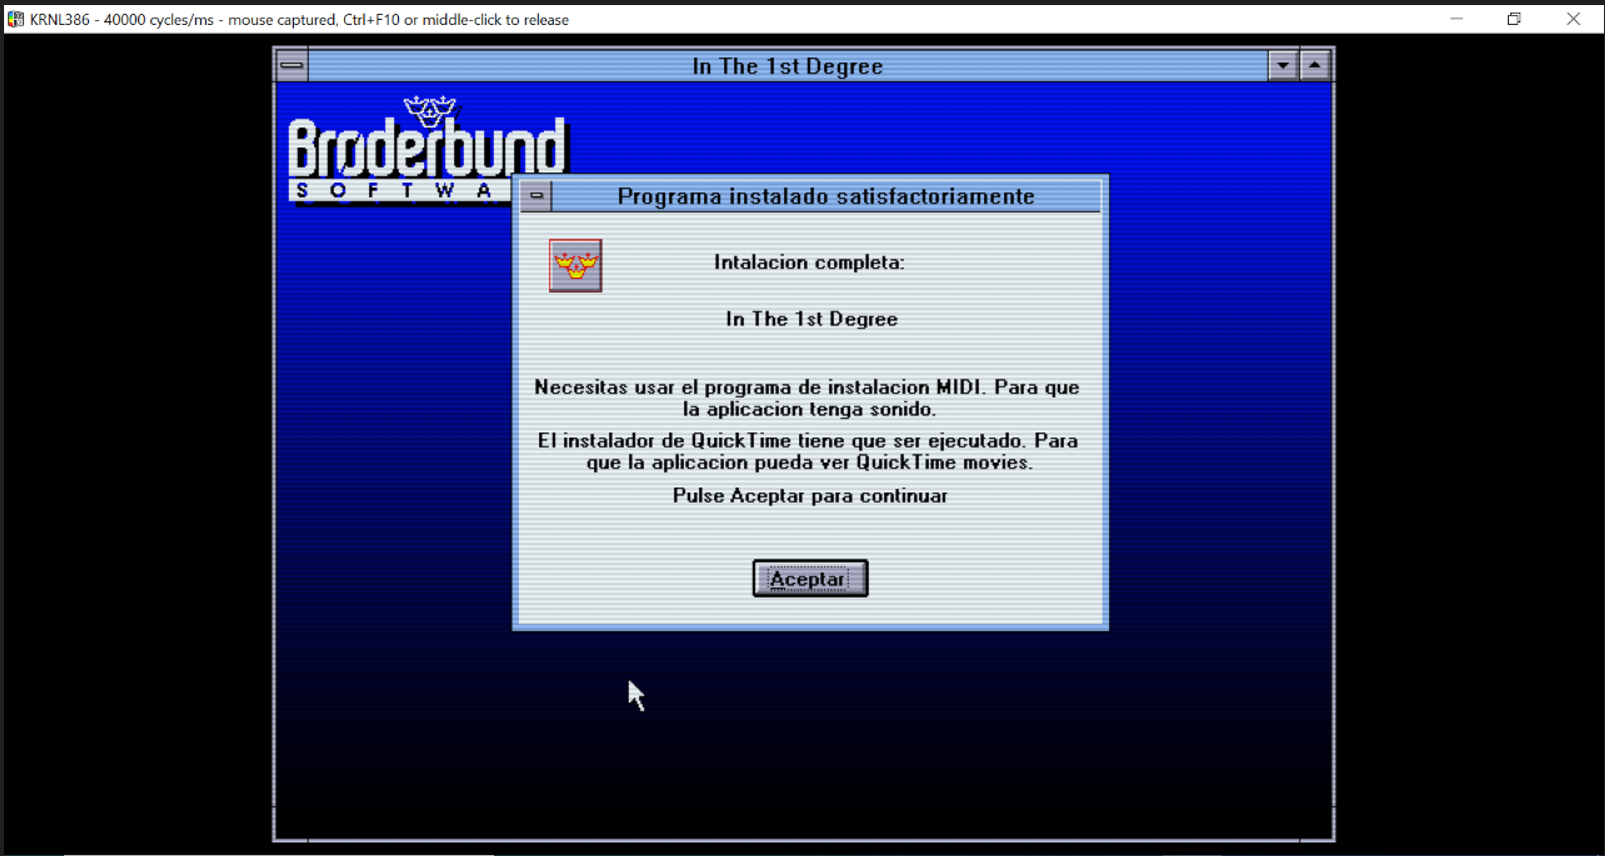 KRNL386 - 40000 cycles/ms - mouse captured, Ctrl+F10 or middle-click to release
In The 1st Degree
Brøderbund
SOFTWA
Programa instalado satisfactoriamente
Intalacion completa:
In The 1st Degree
Necesitas usar el programa de instalacion MIDI. Para que
la aplicacion tenga sonido.
El instalador de QuickTime tiene que ser ejecutado. Para
que la aplicacion pueda ver QuickTime movies.
Pulse Aceptar para continuar
Aceptar